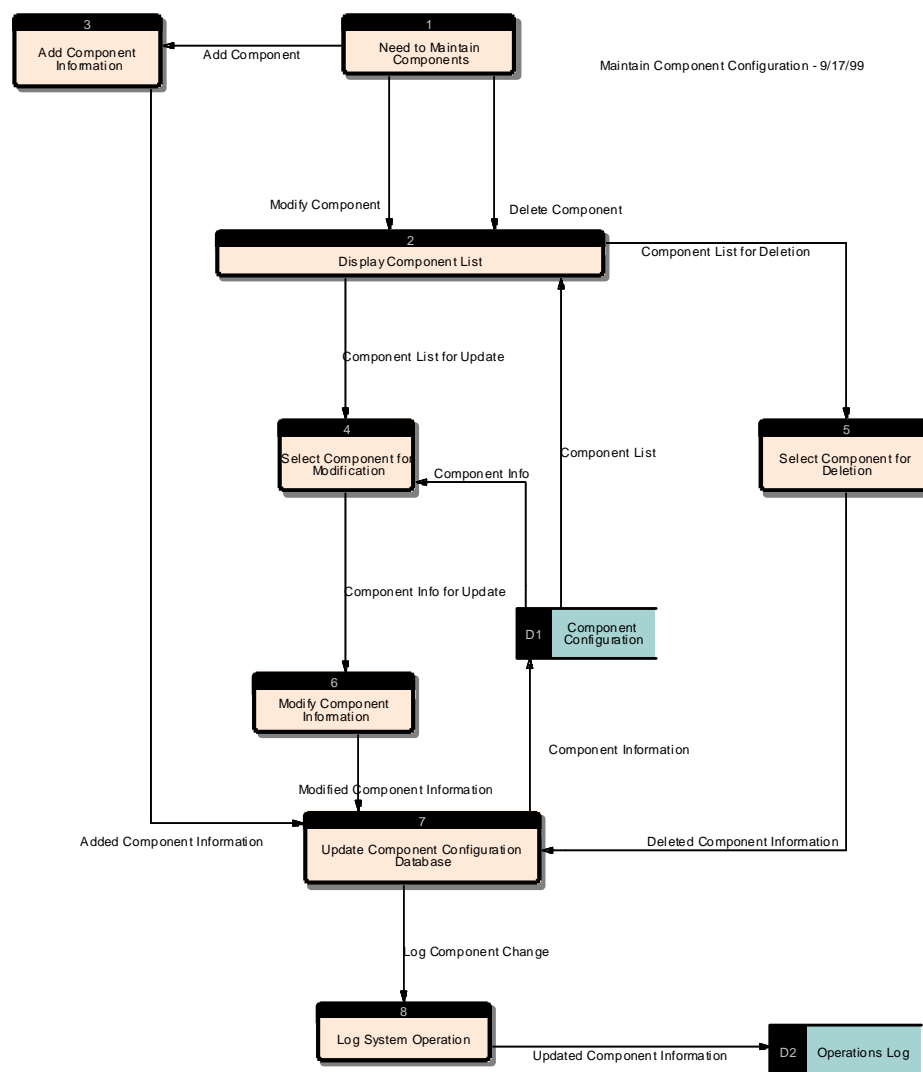 3
Add Component
Information
Add Component
1
Need to Maintain
Components
Maintain Component Configuration - 9/17/99
Modify Component
Delete Component
2
Display Component List
Component List for Deletion
Component List for Update
4
Select Component for
Modification
Component Info
Component List
5
Select Component for
Deletion
Component Info for Update
D1
Component
Configuration
6
Modify Component
Information
Component Information
Modified Component Information
Added Component Information
7
Update Component Configuration
Database
Deleted Component Information
Log Component Change
8
Log System Operation
Updated Component Information
D2
Operations Log